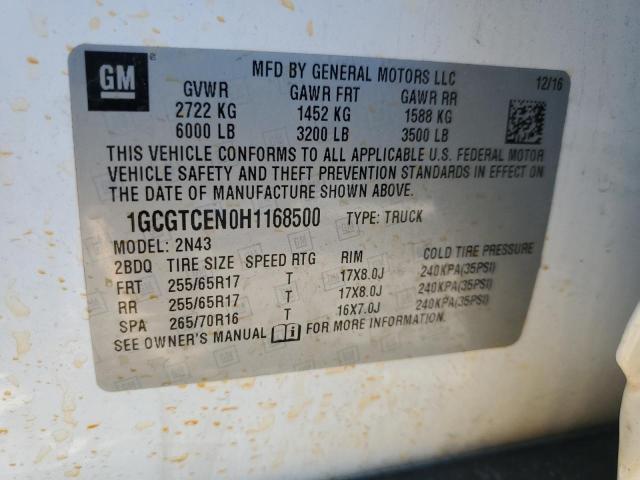 GM
MFD BY GENERAL MOTORS LLC 12/16
GVWR GAWR FRT GAWR RR
2722 KG 1452 KG 1588 KG
6000 LB 3200 LB 3500 LB
THIS VEHICLE CONFORMS TO ALL APPLICABLE U.S. FEDERAL MOTOR
VEHICLE SAFETY AND THEFT PREVENTION STANDARDS IN EFFECT ON
THE DATE OF MANUFACTURE SHOWN ABOVE.
1GCGTCEN0H1168500 TYPE: TRUCK
MODEL: 2N43
2BDQ TIRE SIZE SPEED RTG RIM COLD TIRE PRESSURE
FRT 255/65R17 T 17X8.0J 240KPA(35PSI)
RR 255/65R17 T 17X8.0J 240KPA(35PSI)
SPA 265/70R16 T 16X7.0J 240KPA(35PSI)
SEE OWNER'S MANUAL FOR MORE INFORMATION.